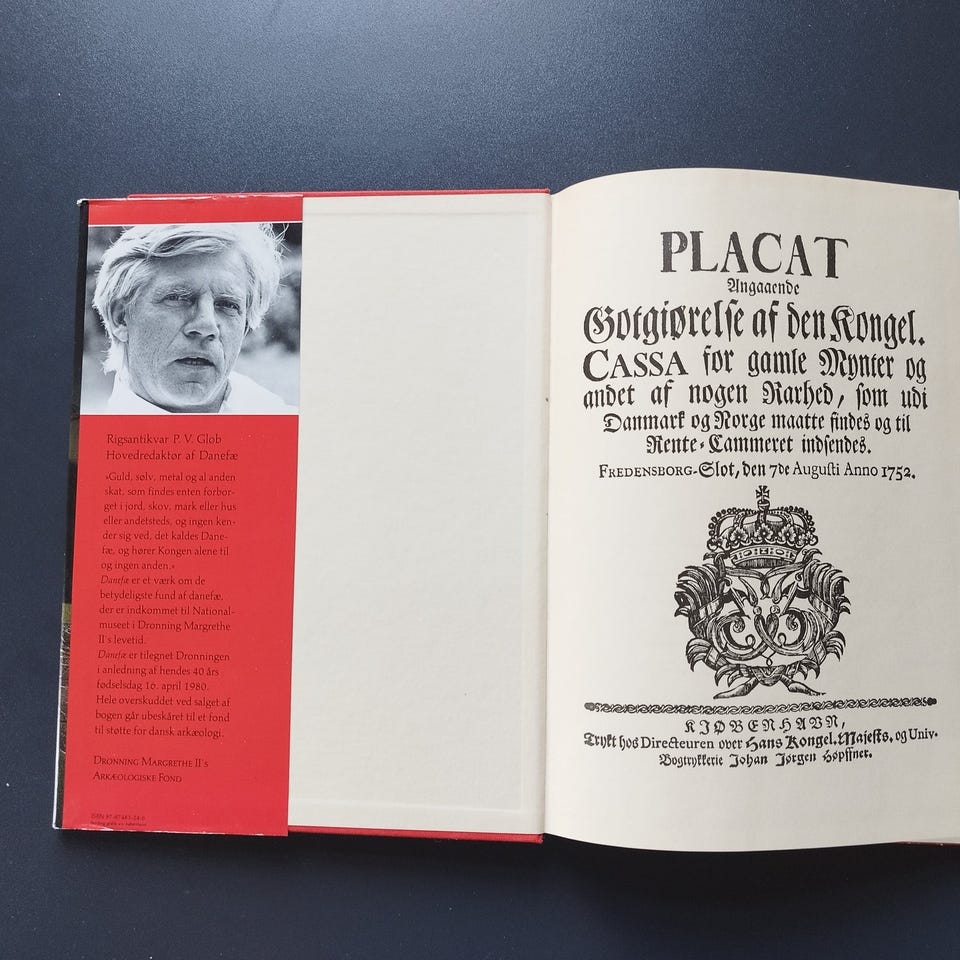 Rigsantikvar P. V. Glob
Hovedredaktør af Danefæ
»Guld, sølv, metal og al anden
skat, som findes enten forbor-
get i jord, skov, mark eller hus
eller andetsteds, og ingen ken-
der sig ved, det kaldes Dane-
fæ, og hører Kongen alene til
og ingen anden.«
Danefæ er et værk om de
betydeligste fund af danefæ,
der er indkommet til National-
museet i Dronning Margrethe
II's levetid.
Danefæ er tilegnet Dronningen
i anledning af hendes 40 års
fødselsdag 16. april 1980.
Hele overskuddet ved salget af
bogen går ubeskåret til et fond
til støtte for dansk arkæologi.
DRONNING MARGRETHE II's
ARKÆOLOGISKE FOND
PLACAT
Angaaende
Gotgiørelse af den Kongel.
CASSA for gamle Mynter og
andet af nogen Rarhed, som udi
Danmark og Norge maatte findes og til
Rente-Cammeret indsendes.
FREDENSBORG-Slot, den 7de Augusti Anno 1752.
KIØBENHAVN,
Trykt hos Directeuren over Hans Kongel. Majests. og Univ.
Bogtrykkerie Johan Jørgen Høpffner.